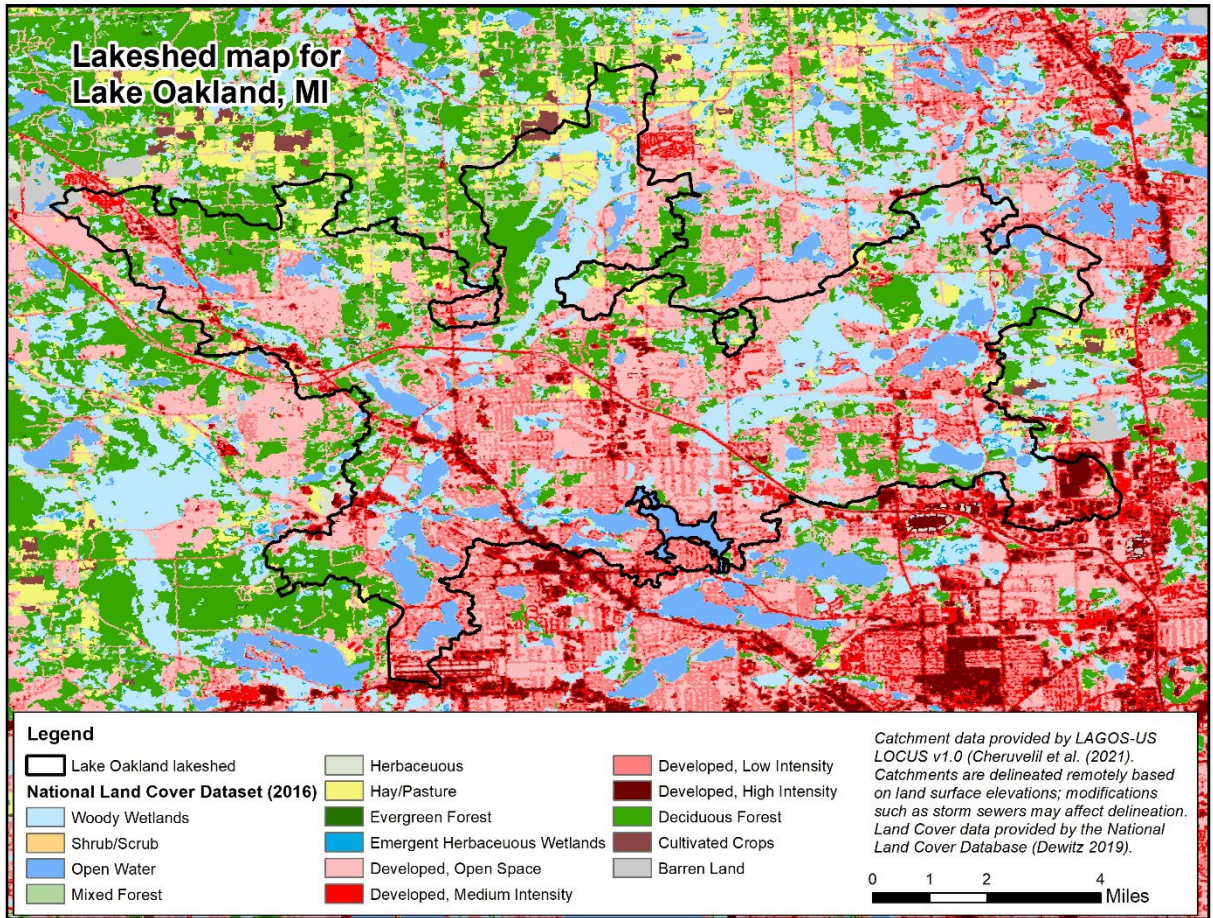 Lakeshed map for
Lake Oakland, MI
Legend
Lake Oakland lakeshed
National Land Cover Dataset (2016)
Woody Wetlands
Shrub/Scrub
Open Water
Mixed Forest
Herbaceuous
Hay/Pasture
Evergreen Forest
Emergent Herbaceuous Wetlands
Developed, Open Space
Developed, Medium Intensity
Developed, Low Intensity
Developed, High Intensity
Deciduous Forest
Cultivated Crops
Barren Land
Catchment data provided by LAGOS-US
LOCUS v1.0 (Cheruvelil et al. (2021).
Catchments are delineated remotely based
on land surface elevations; modifications
such as storm sewers may affect delineation.
Land Cover data provided by the National
Land Cover Database (Dewitz 2019).
0 1 2 4
Miles